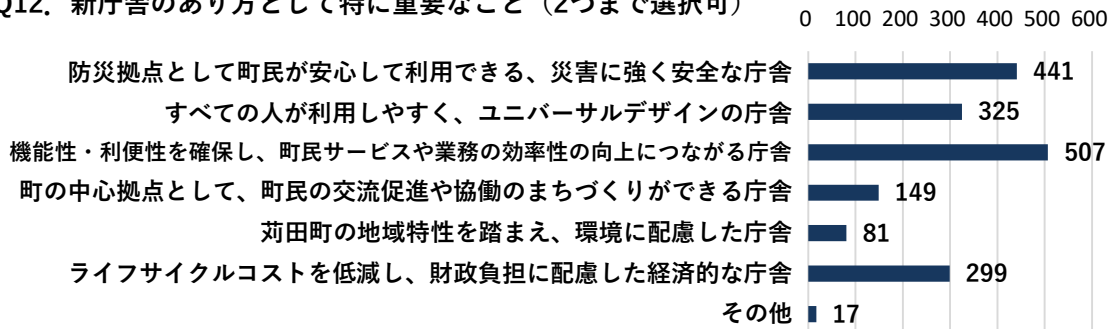 Q12. 新庁舎のあり方として特に重要なこと（2つまで選択可）
0 100 200 300 400 500 600
防災拠点として町民が安心して利用できる、災害に強く安全な庁舎 441
すべての人が利用しやすく、ユニバーサルデザインの庁舎 325
機能性・利便性を確保し、町民サービスや業務の効率性の向上につながる庁舎 507
町の中心拠点として、町民の交流促進や協働のまちづくりができる庁舎 149
苅田町の地域特性を踏まえ、環境に配慮した庁舎 81
ライフサイクルコストを低減し、財政負担に配慮した経済的な庁舎 299
その他 17